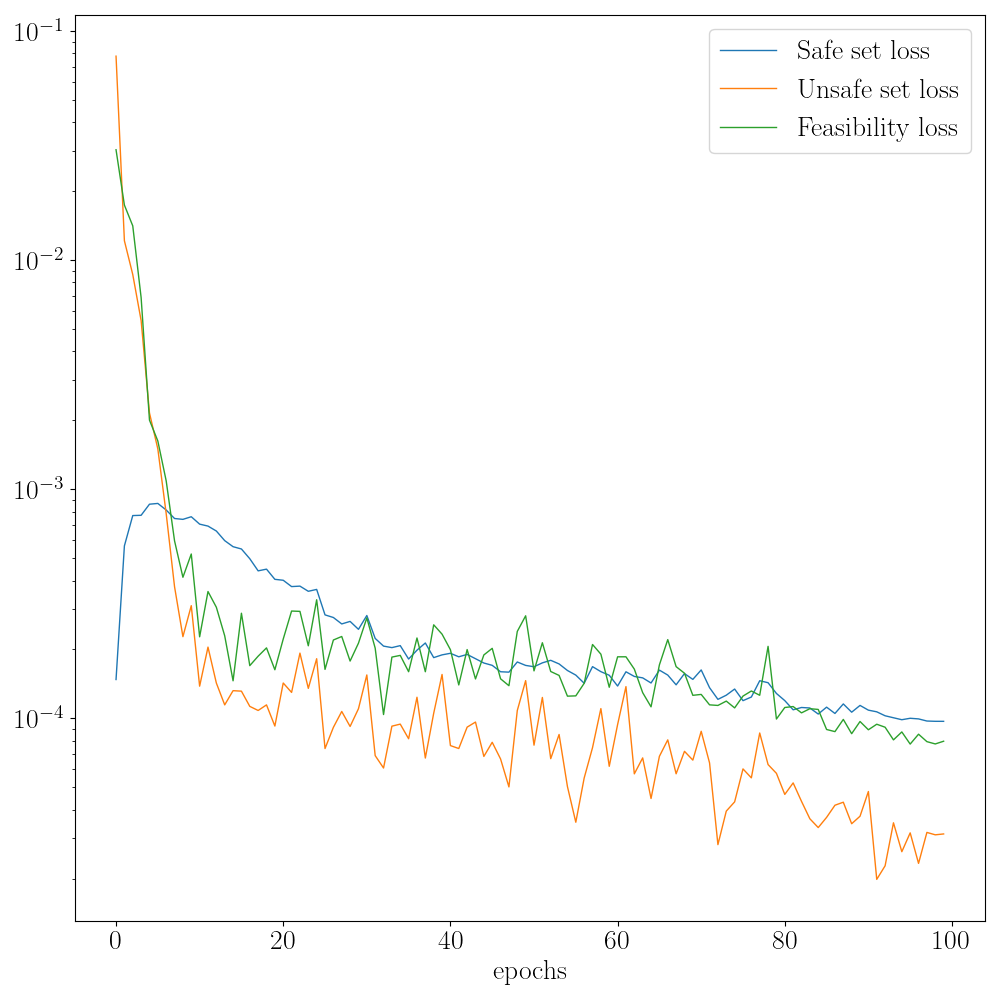 10⁻¹
10⁻²
10⁻³
10⁻⁴
Safe set loss
Unsafe set loss
Feasibility loss
0 20 40 60 80 100
epochs